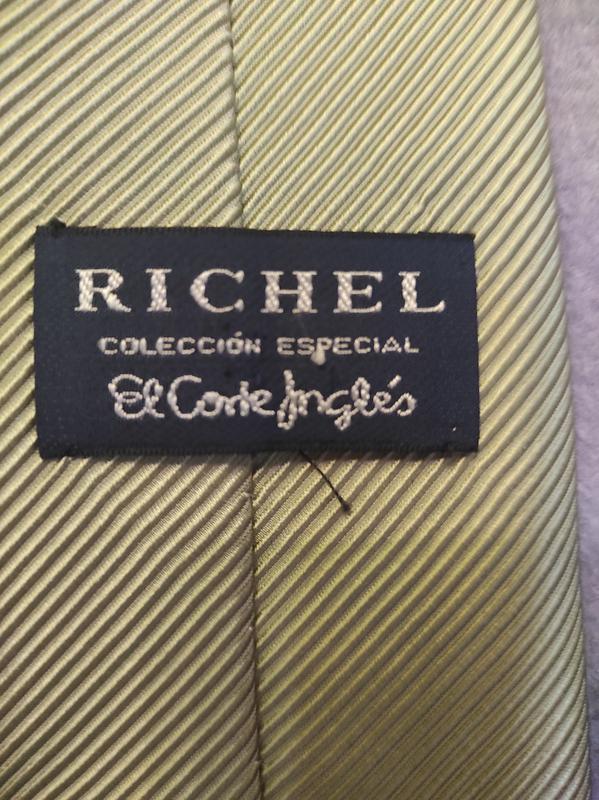 RICHEL
COLECCIÓN ESPECIAL
El Corte Inglés